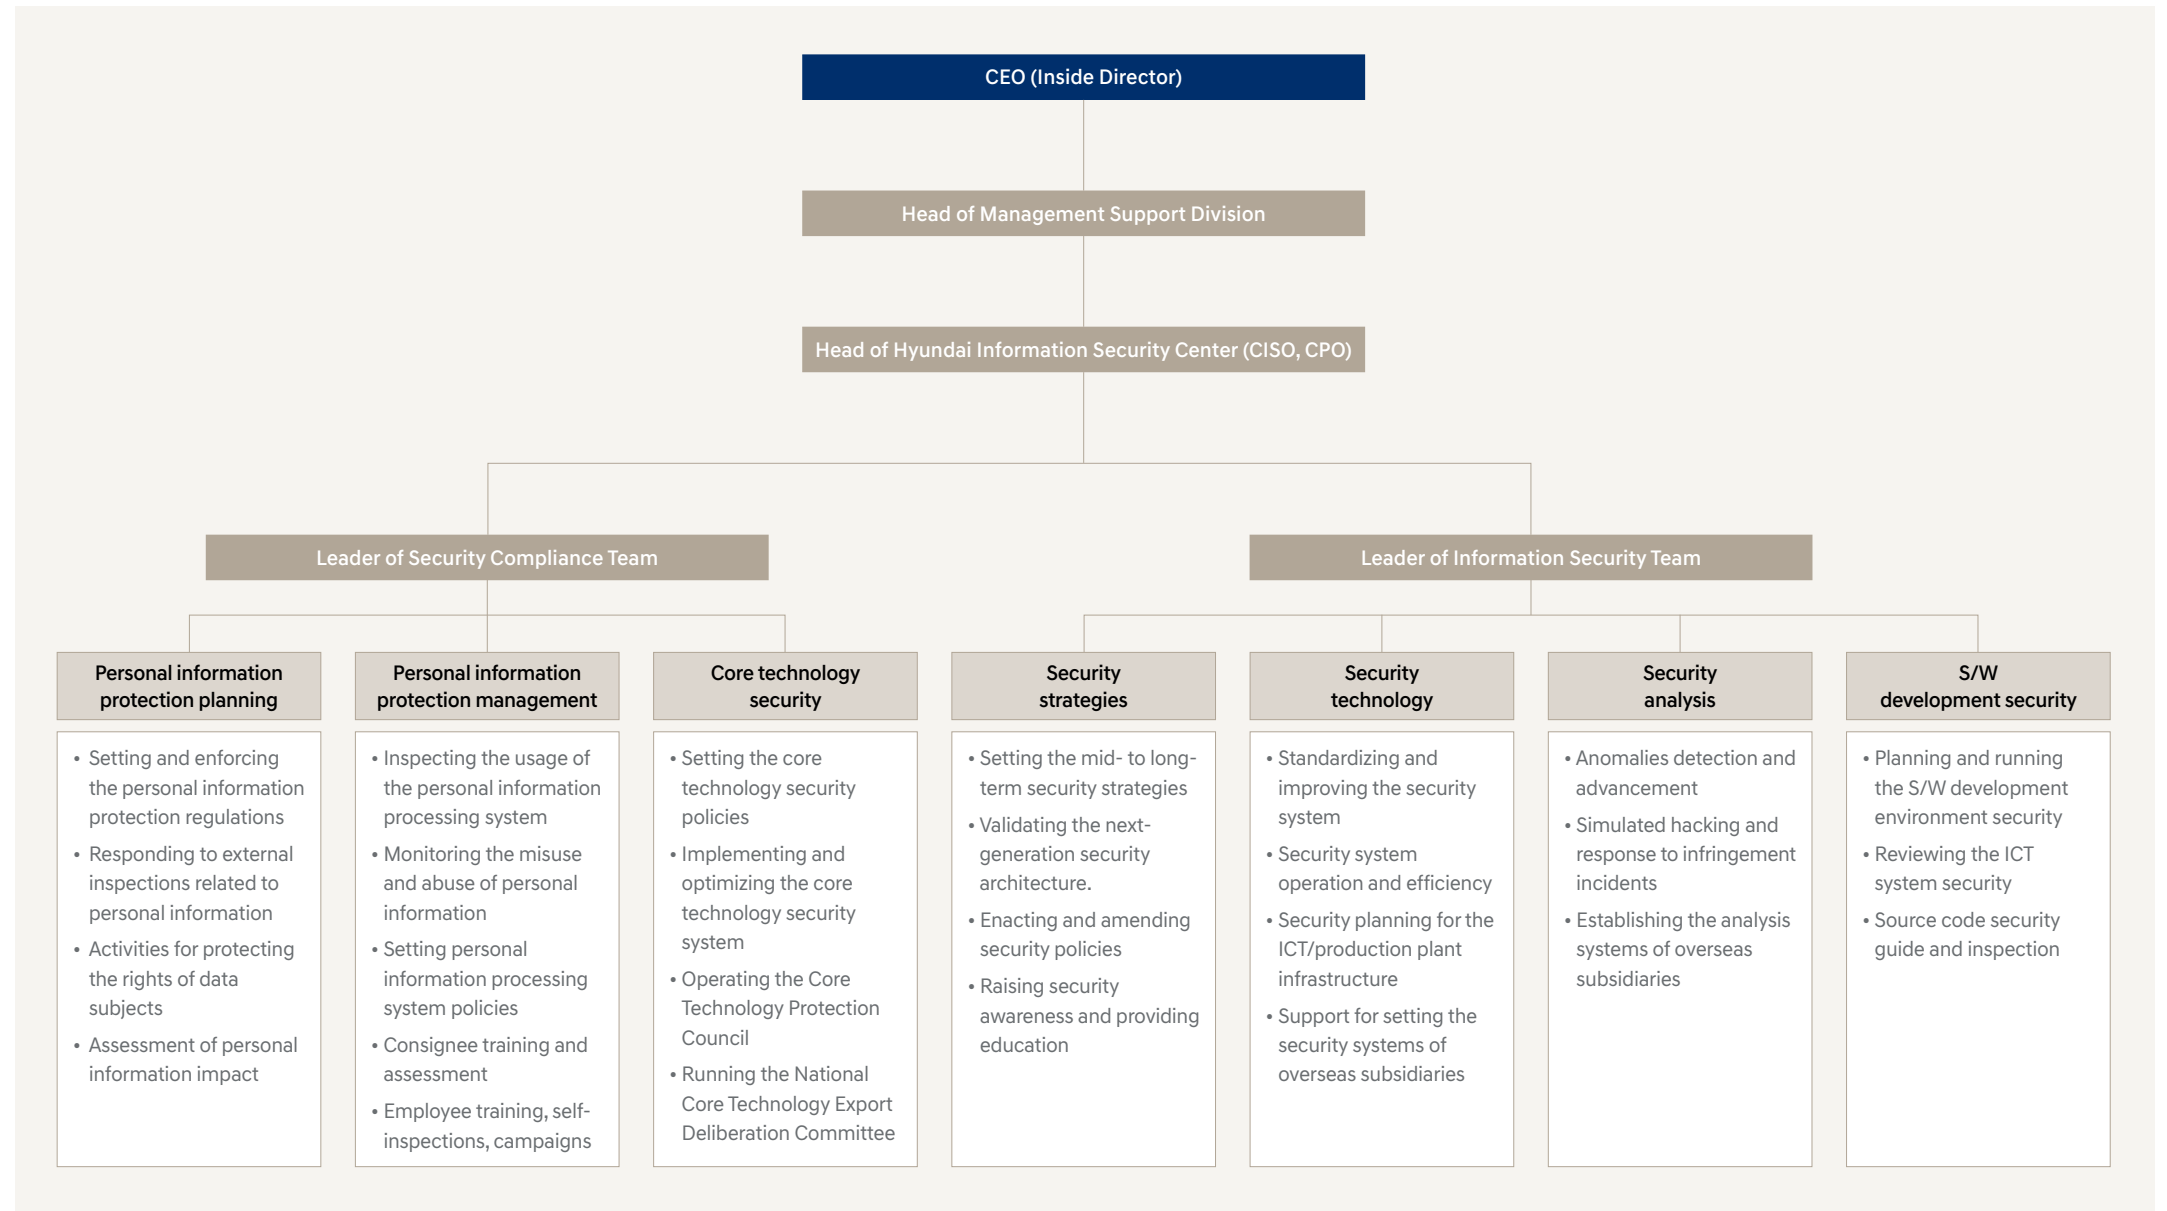 CEO (Inside Director)
Head of Management Support Division
Head of Hyundai Information Security Center (CISO, CPO)
Leader of Security Compliance Team
Leader of Information Security Team
Personal information
protection planning
• Setting and enforcing
the personal information
protection regulations
• Responding to external
inspections related to
personal information
• Activities for protecting
the rights of data
subjects
• Assessment of personal
information impact
Personal information
protection management
• Inspecting the usage of
the personal information
processing system
• Monitoring the misuse
and abuse of personal
information
• Setting personal
information processing
system policies
• Consignee training and
assessment
• Employee training, self-
inspections, campaigns
Core technology
security
• Setting the core
technology security
policies
• Implementing and
optimizing the core
technology security
system
• Operating the Core
Technology Protection
Council
• Running the National
Core Technology Export
Deliberation Committee
Security
strategies
• Setting the mid- to long-
term security strategies
• Validating the next-
generation security
architecture.
• Enacting and amending
security policies
• Raising security
awareness and providing
education
Security
technology
• Standardizing and
improving the security
system
• Security system
operation and efficiency
• Security planning for the
ICT/production plant
infrastructure
• Support for setting the
security systems of
overseas subsidiaries
Security
analysis
• Anomalies detection and
advancement
• Simulated hacking and
response to infringement
incidents
• Establishing the analysis
systems of overseas
subsidiaries
S/W
development security
• Planning and running
the S/W development
environment security
• Reviewing the ICT
system security
• Source code security
guide and inspection